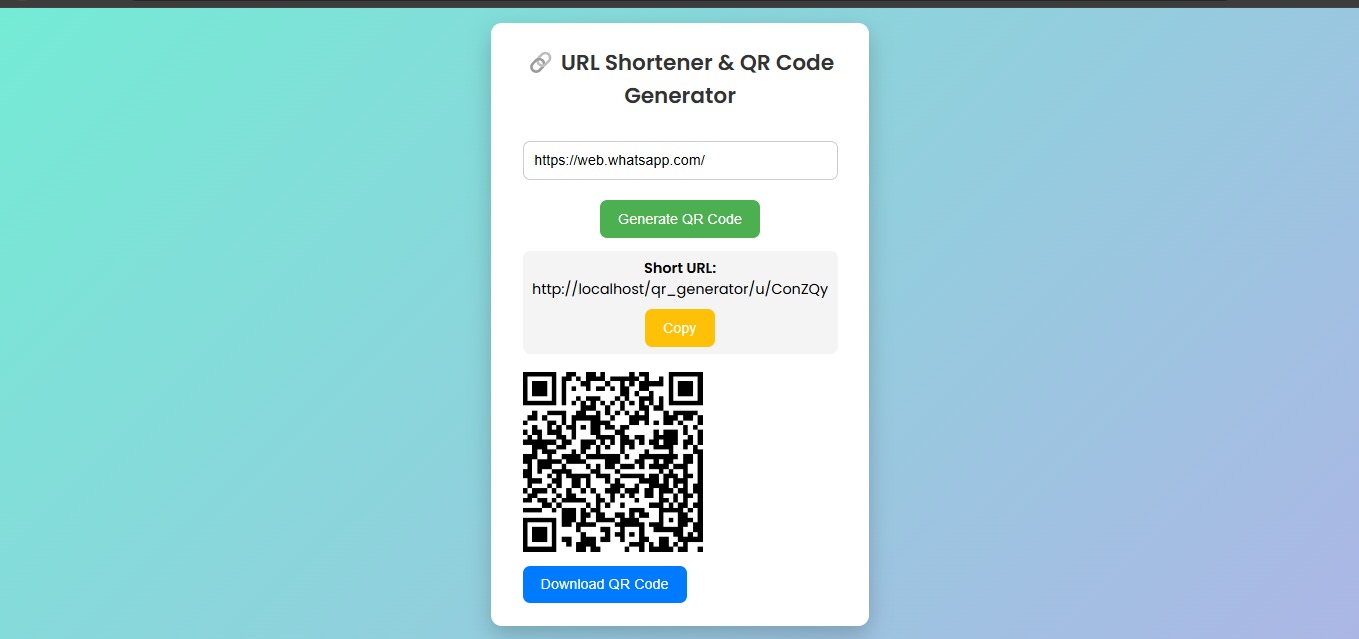 URL Shortener & QR Code
Generator
https://web.whatsapp.com/
Generate QR Code
Short URL:
http://localhost/qr_generator/u/ConZQy
Copy
Download QR Code